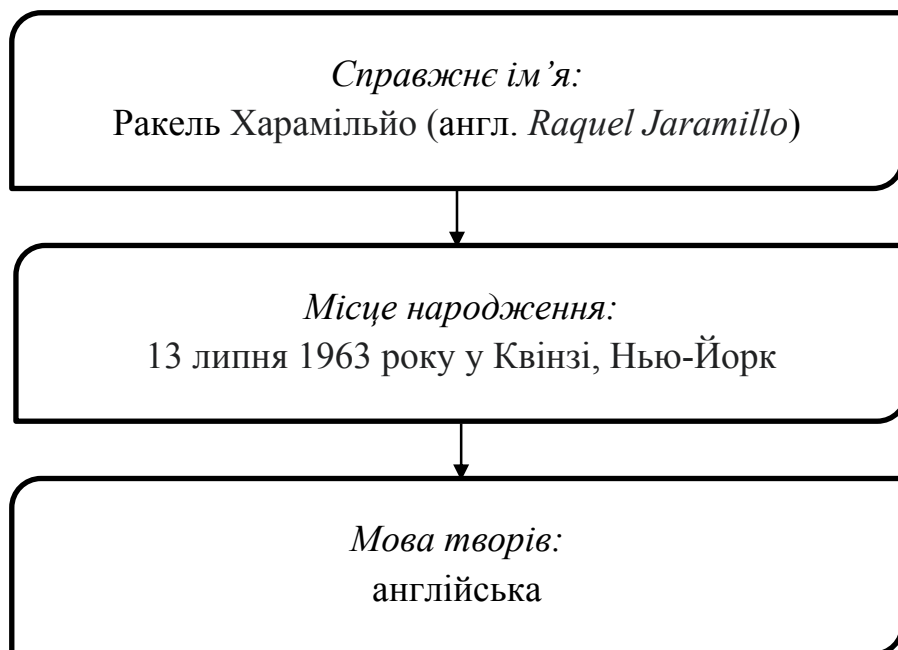 Справжнє ім’я:
Ракель Харамільйо (англ. Raquel Jaramillo)
Місце народження:
13 липня 1963 року у Квінзі, Нью-Йорк
Мова творів:
англійська